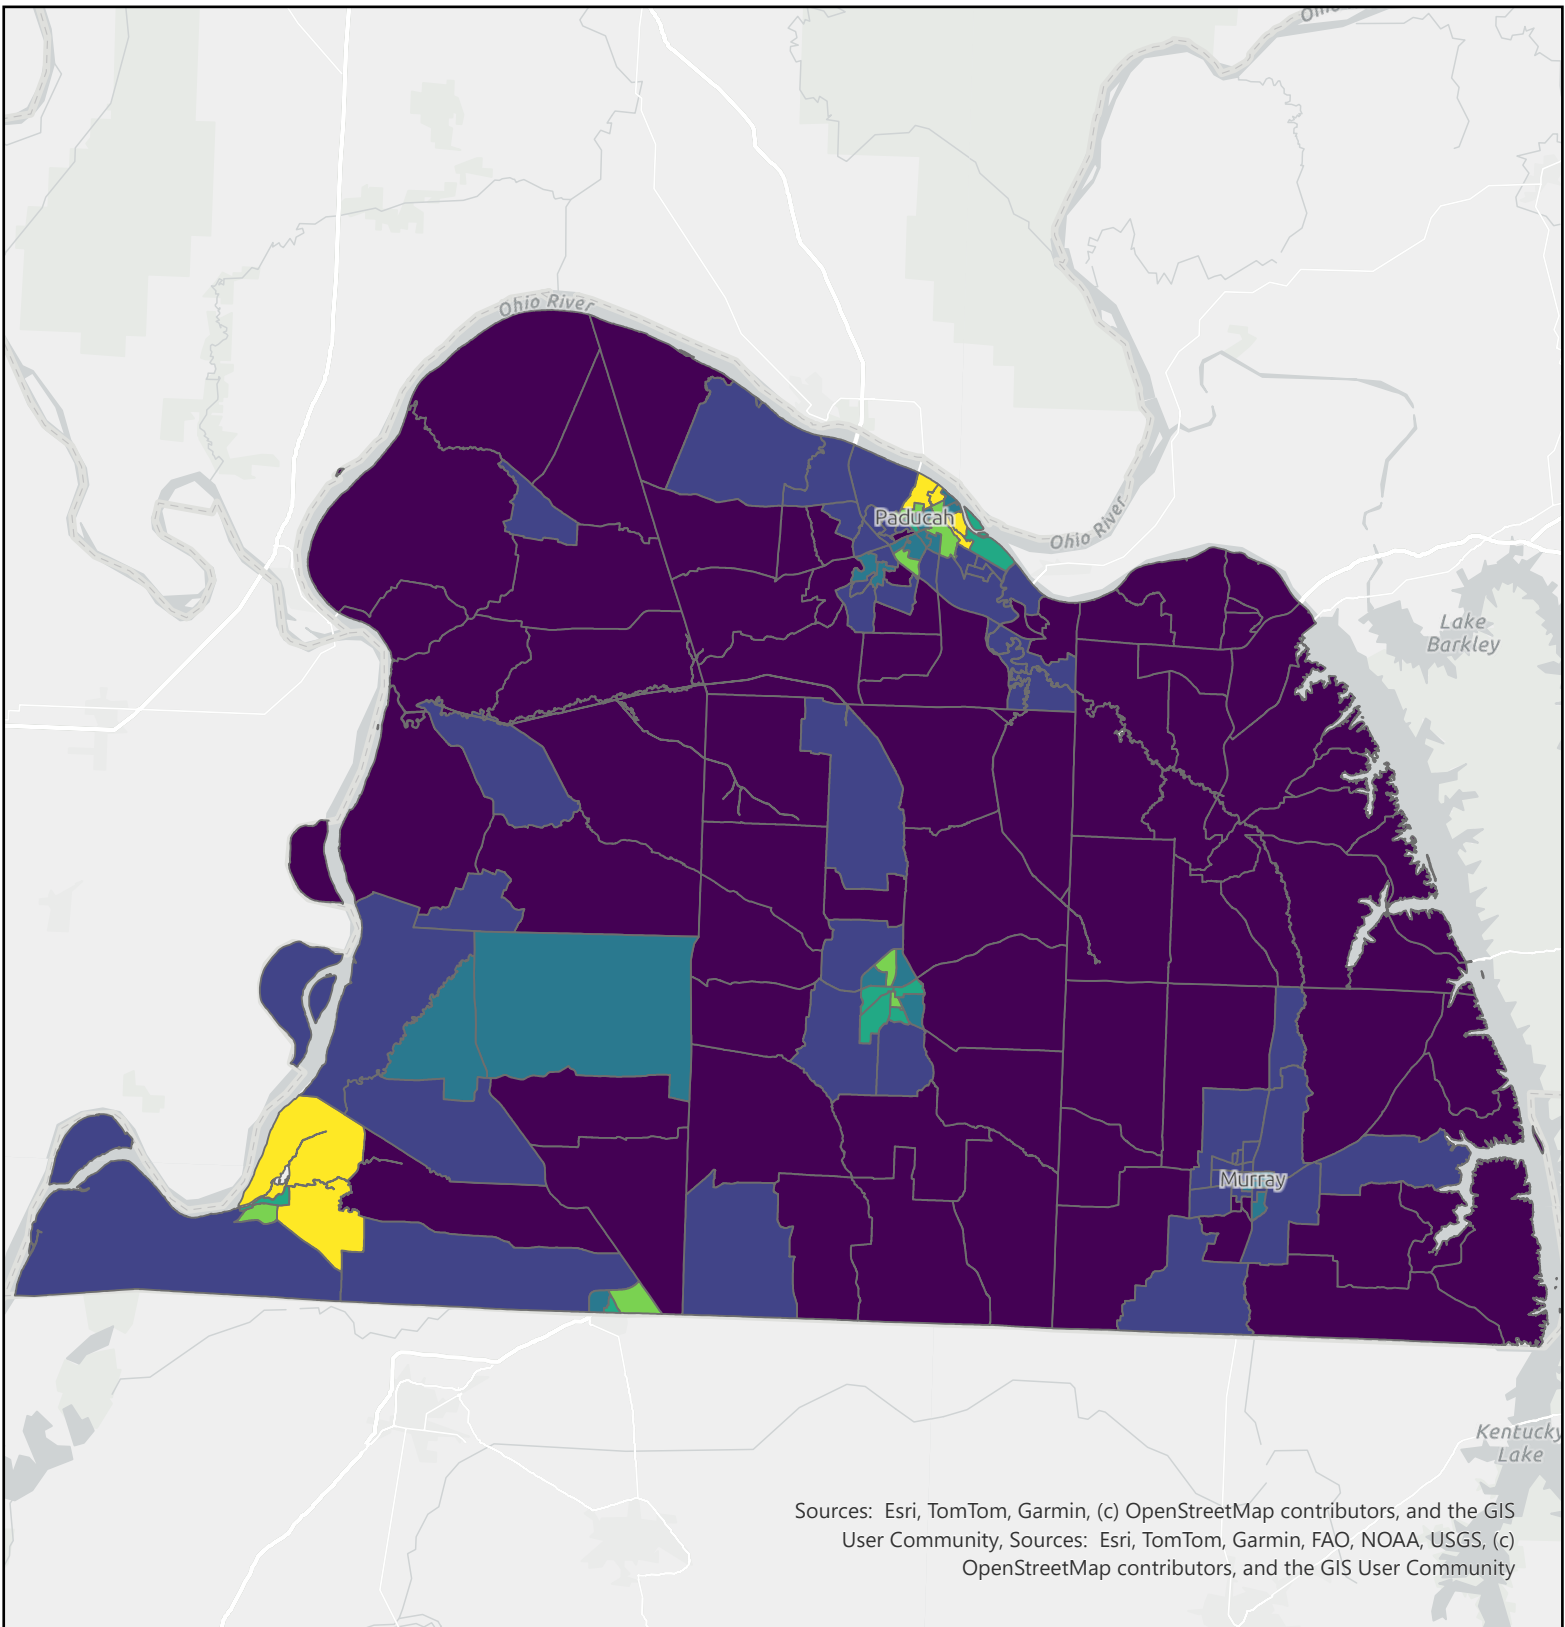 Ohio River
Paducah
Ohio River
Lake
Barkley
Murray
Kentucky
Lake
Sources: Esri, TomTom, Garmin, (c) OpenStreetMap contributors, and the GIS
User Community, Sources: Esri, TomTom, Garmin, FAO, NOAA, USGS, (c)
OpenStreetMap contributors, and the GIS User Community